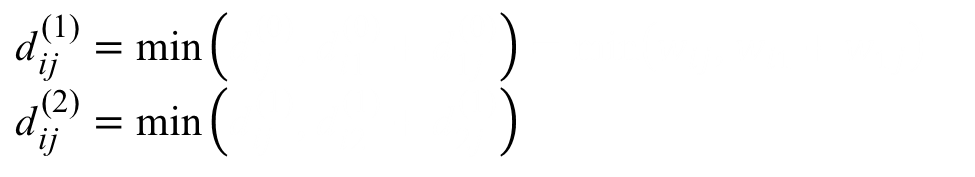 d_{ij}^{(1)} = min( )
d_{ij}^{(2)} = min( )